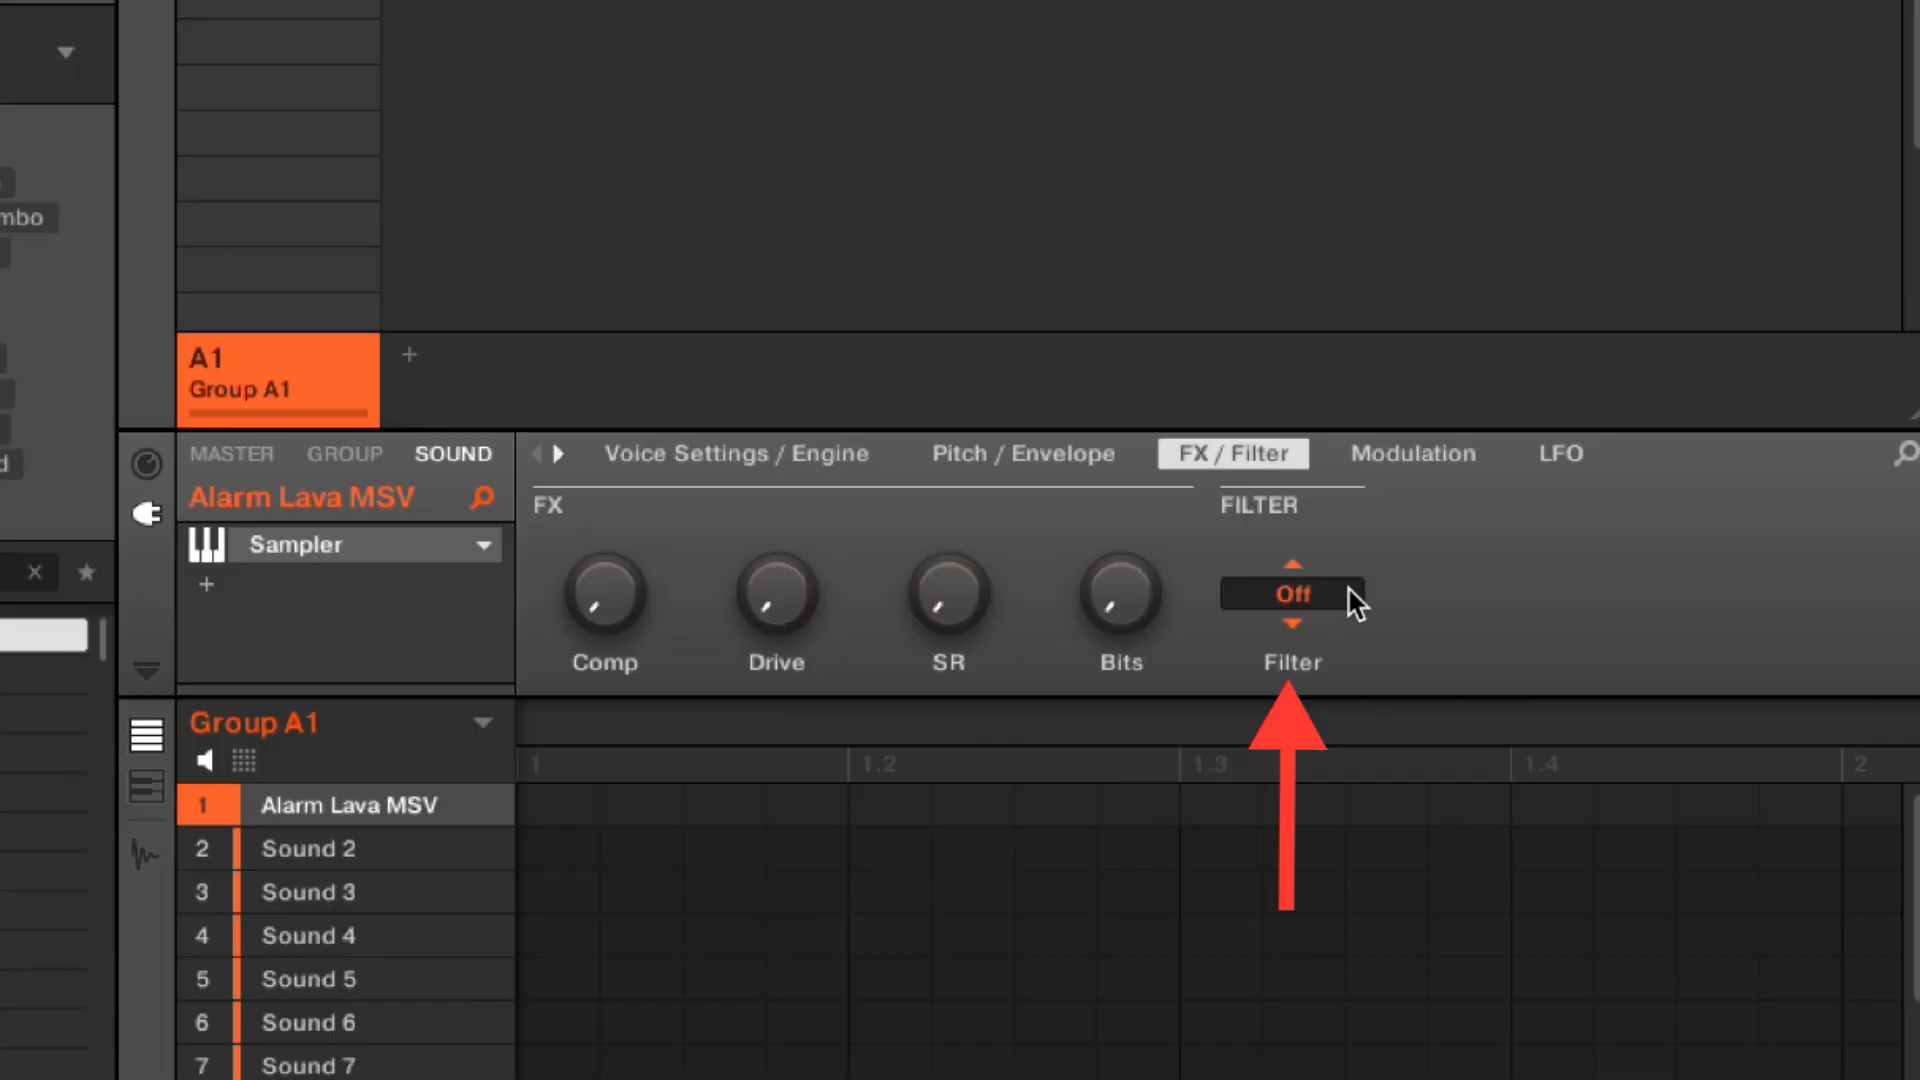 mbo
d
A1
Group A1
+
MASTER GROUP SOUND
Voice Settings / Engine Pitch / Envelope FX / Filter Modulation LFO
Alarm Lava MSV
FX FILTER
Sampler
+
Off
Comp Drive SR Bits Filter
Group A1
1 1.2 1.3 1.4 2
1 Alarm Lava MSV
2 Sound 2
3 Sound 3
4 Sound 4
5 Sound 5
6 Sound 6
7 Sound 7